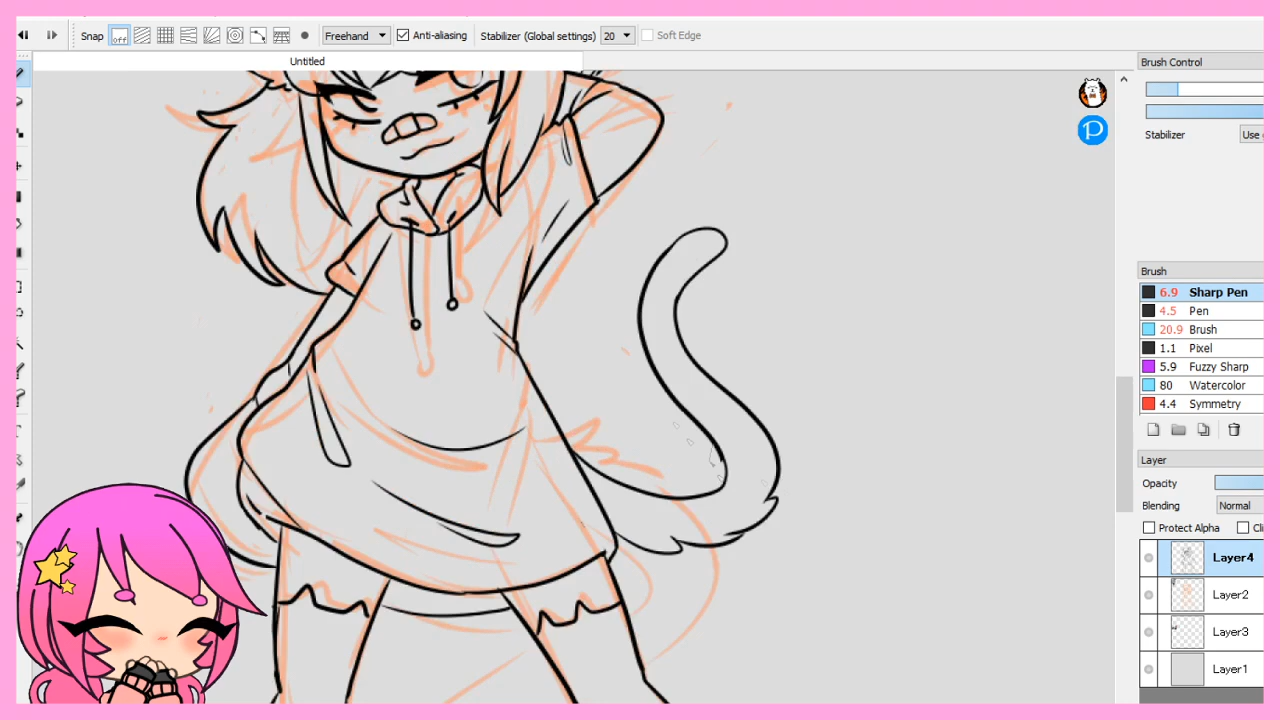 Snap off Freehand Anti-aliasing Stabilizer (Global settings) 20 Soft Edge
Untitled
Brush Control
Stabilizer Use
Brush
6.9 Sharp Pen
4.5 Pen
20.9 Brush
1.1 Pixel
5.9 Fuzzy Sharp
80 Watercolor
4.4 Symmetry
Layer
Opacity
Blending Normal
Protect Alpha Cli
Layer4
Layer2
Layer3
Layer1